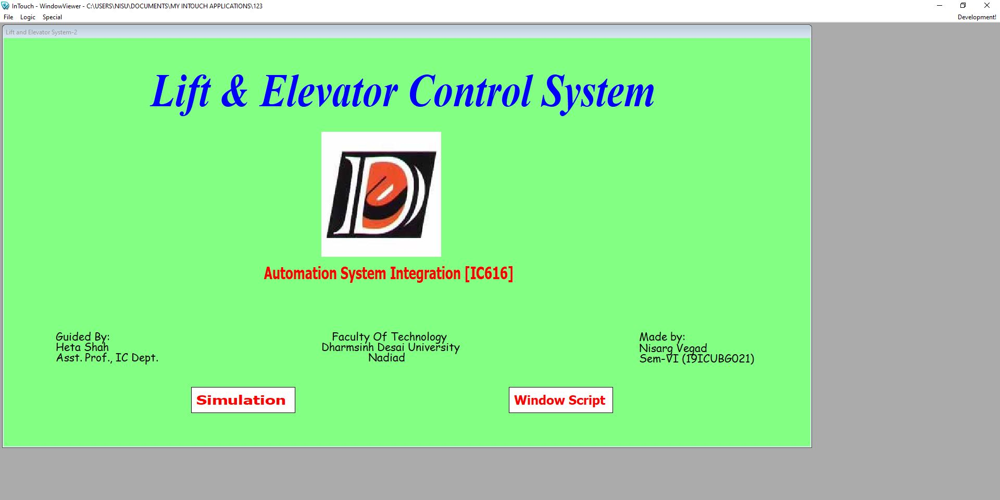 InTouch - WindowViewer - C:\USERS\NISU\DOCUMENTS\MY INTOUCH APPLICATIONS\123
File Logic Special Development!
Lift and Elevator System-2
Lift & Elevator Control System
Automation System Integration [IC616]
Guided By:
Heta Shah
Asst. Prof., IC Dept.
Faculty Of Technology
Dharmsinh Desai University
Nadiad
Made by:
Nisarg Vegad
Sem-VI (19ICUBG021)
Simulation
Window Script